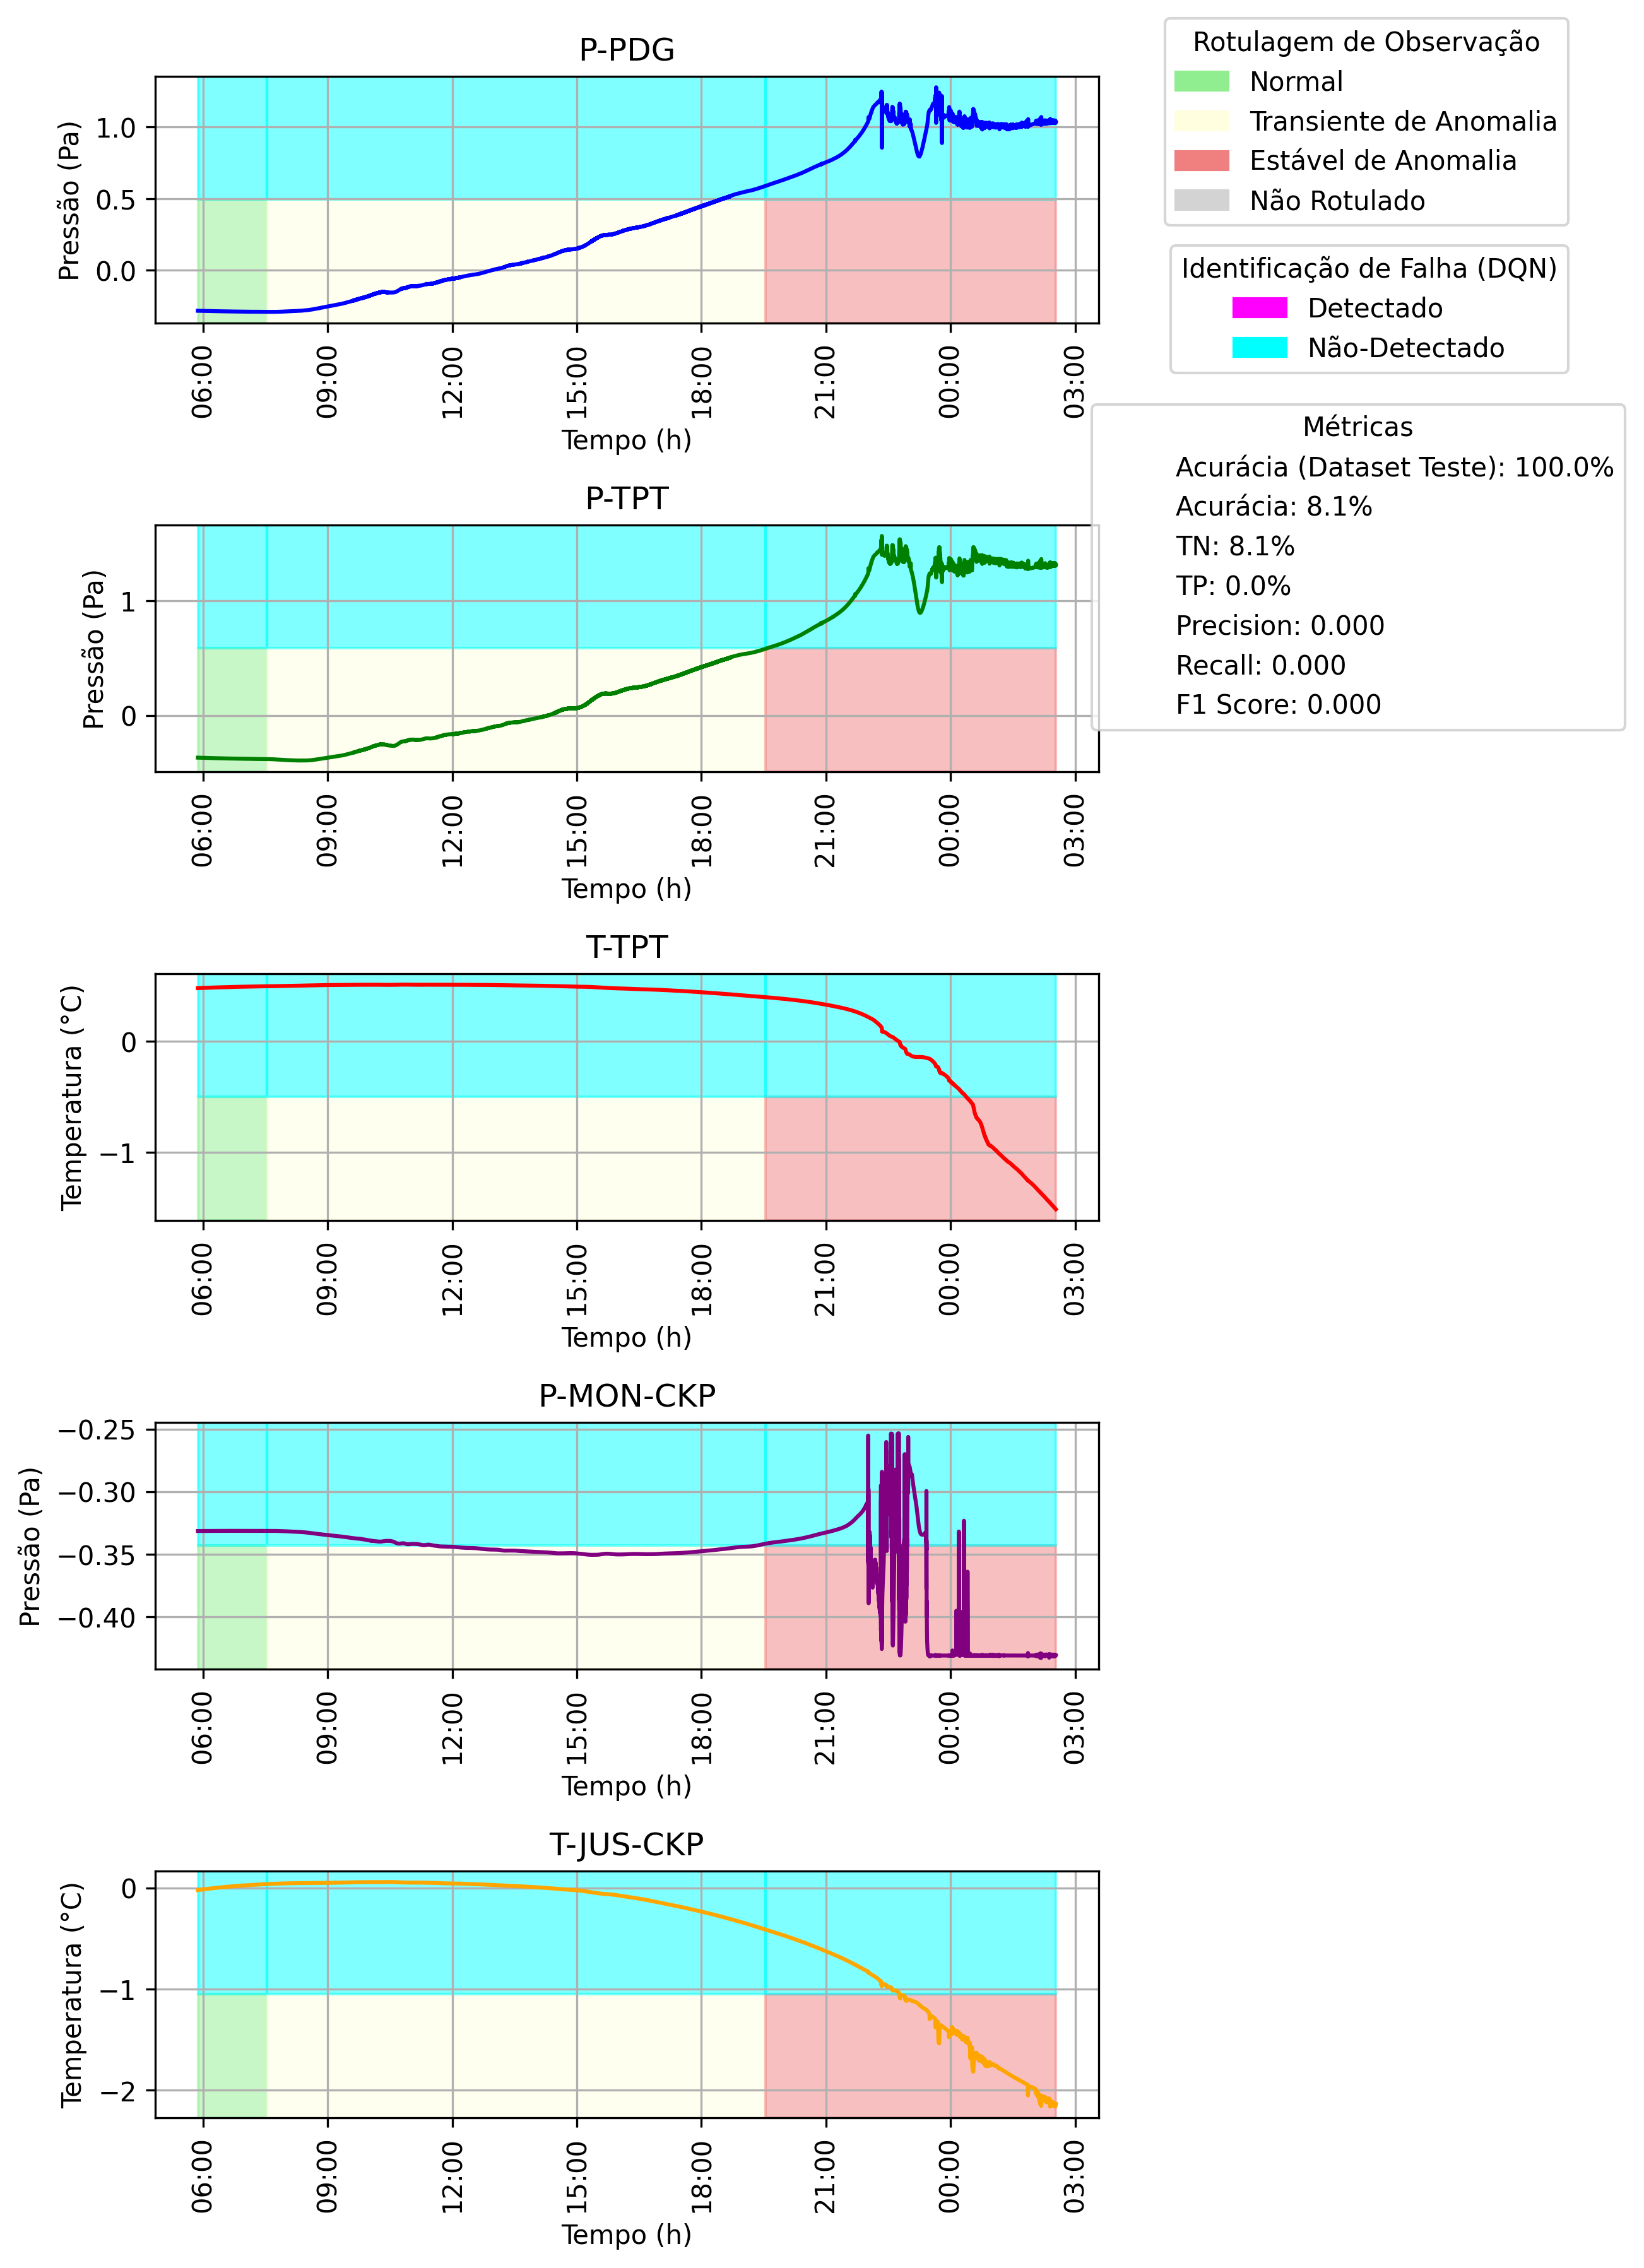 P-PDG
Pressão (Pa)
1.0
0.5
0.0
06:00
09:00
12:00
15:00
18:00
21:00
00:00
03:00
Tempo (h)
Rotulagem de Observação
Normal
Transiente de Anomalia
Estável de Anomalia
Não Rotulado
Identificação de Falha (DQN)
Detectado
Não-Detectado
Métricas
Acurácia (Dataset Teste): 100.0%
Acurácia: 8.1%
TN: 8.1%
TP: 0.0%
Precision: 0.000
Recall: 0.000
F1 Score: 0.000
P-TPT
Pressão (Pa)
1
0
06:00
09:00
12:00
15:00
18:00
21:00
00:00
03:00
Tempo (h)
T-TPT
Temperatura (°C)
0
−1
06:00
09:00
12:00
15:00
18:00
21:00
00:00
03:00
Tempo (h)
P-MON-CKP
Pressão (Pa)
−0.25
−0.30
−0.35
−0.40
06:00
09:00
12:00
15:00
18:00
21:00
00:00
03:00
Tempo (h)
T-JUS-CKP
Temperatura (°C)
0
−1
−2
06:00
09:00
12:00
15:00
18:00
21:00
00:00
03:00
Tempo (h)